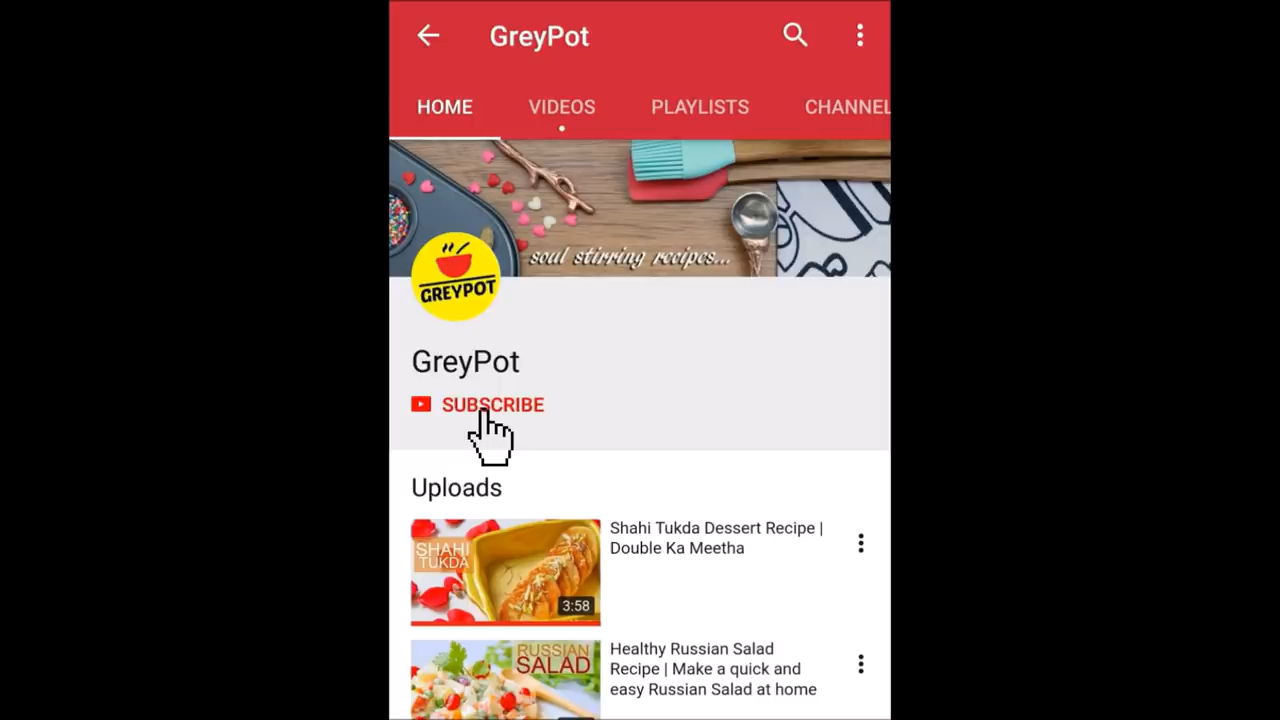 GreyPot
HOME VIDEOS PLAYLISTS CHANNEL
soul stirring recipes...
GREYPOT
GreyPot
SUBSCRIBE
Uploads
SHAHI
TUKDA
3:58
Shahi Tukda Dessert Recipe |
Double Ka Meetha
RUSSIAN
SALAD
Healthy Russian Salad
Recipe | Make a quick and
easy Russian Salad at home